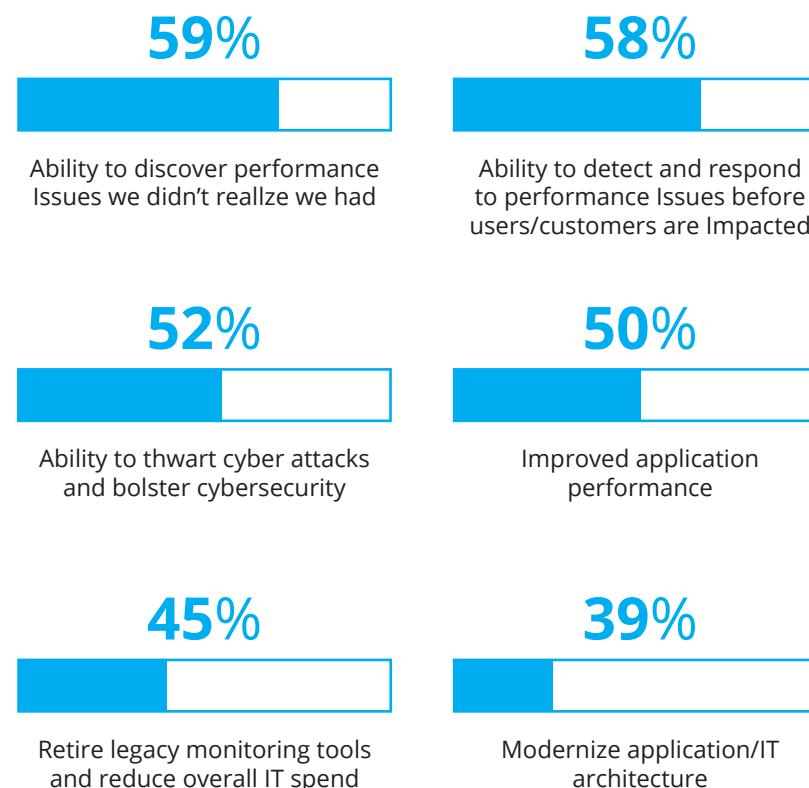 59%
Ability to discover performance
Issues we didn’t reallze we had
58%
Ability to detect and respond
to performance Issues before
users/customers are Impacted
52%
Ability to thwart cyber attacks
and bolster cybersecurity
50%
Improved application
performance
45%
Retire legacy monitoring tools
and reduce overall IT spend
39%
Modernize application/IT
architecture